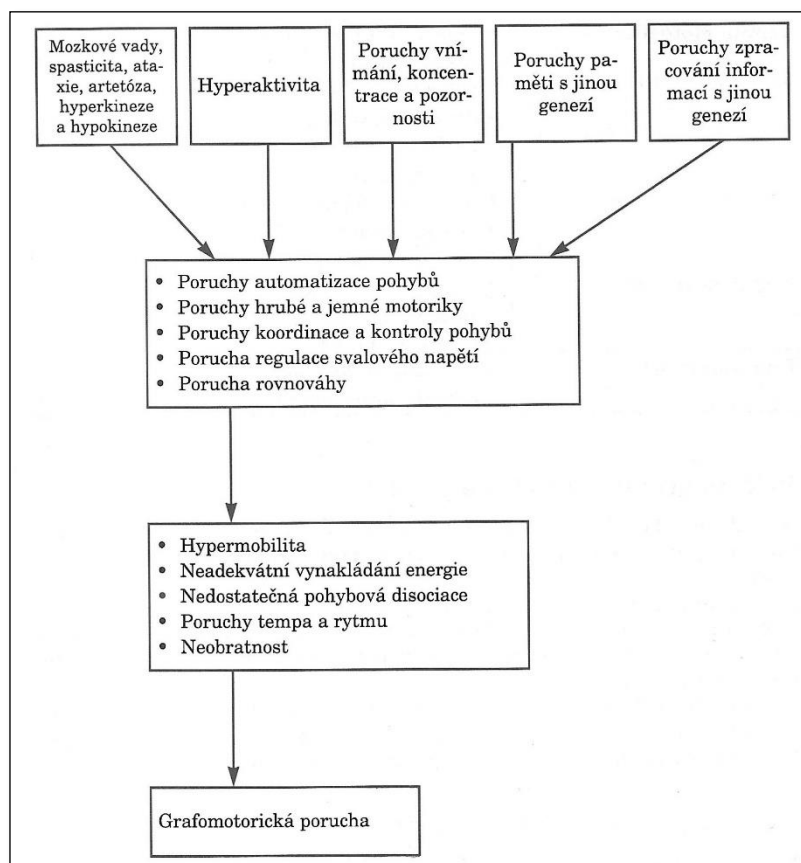 Mozkové vady,
spasticita, ata-
xie, artetóza,
hyperkineze
a hypokineze
Hyperaktivita
Poruchy vní-
mání, koncen-
trace a pozor-
nosti
Poruchy pa-
měti s jinou
genezí
Poruchy zpra-
cování infor-
mací s jinou
genezí
• Poruchy automatizace pohybů
• Poruchy hrubé a jemné motoriky
• Poruchy koordinace a kontroly pohybů
• Porucha regulace svalového napětí
• Porucha rovnováhy
• Hypermobilita
• Neadekvátní vynakládání energie
• Nedostatečná pohybová disociace
• Poruchy tempa a rytmu
• Neobratnost
Grafomotorická porucha